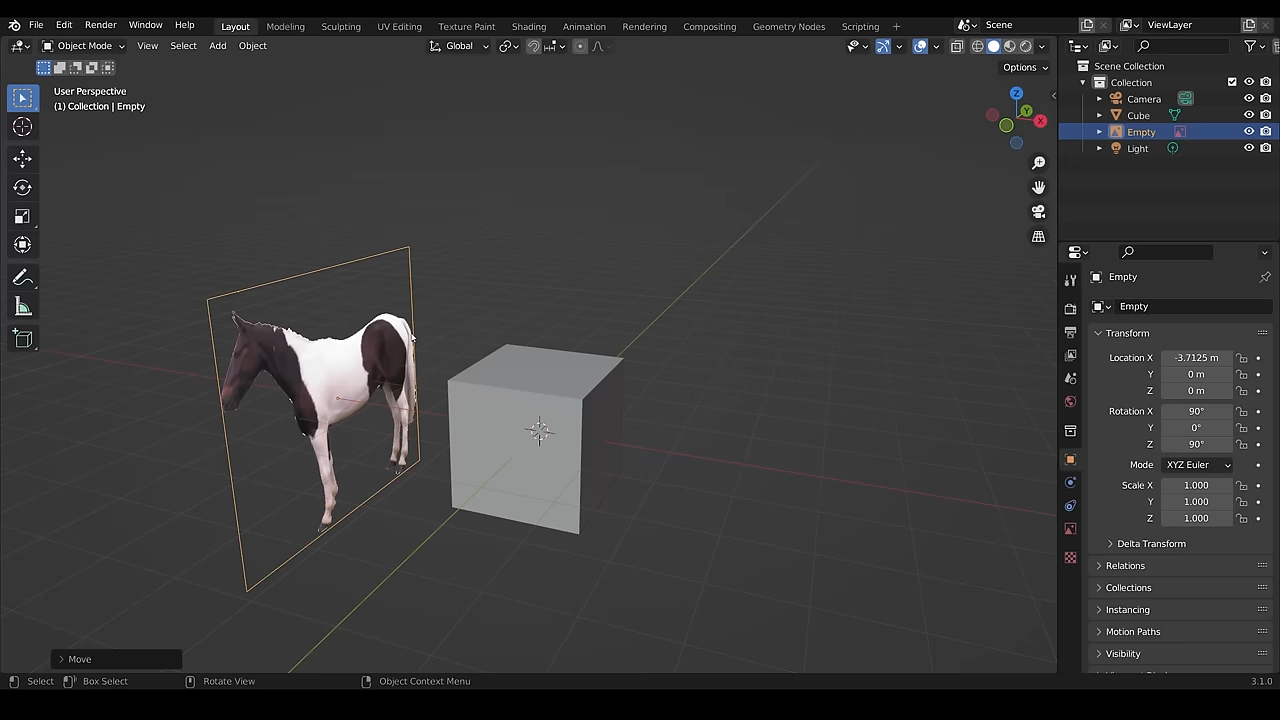 File Edit Render Window Help Layout Modeling Sculpting UV Editing Texture Paint Shading Animation Rendering Compositing Geometry Nodes Scripting + Scene ViewLayer
Object Mode View Select Add Object Global
Options
User Perspective
(1) Collection | Empty
Z
Y
X
Move
Select Box Select Rotate View Object Context Menu 3.1.0
Scene Collection
Collection
Camera
Cube
Empty
Light
Empty
Empty
Transform
Location X -3.7125 m
Y 0 m
Z 0 m
Rotation X 90°
Y 0°
Z 90°
Mode XYZ Euler
Scale X 1.000
Y 1.000
Z 1.000
Delta Transform
Relations
Collections
Instancing
Motion Paths
Visibility